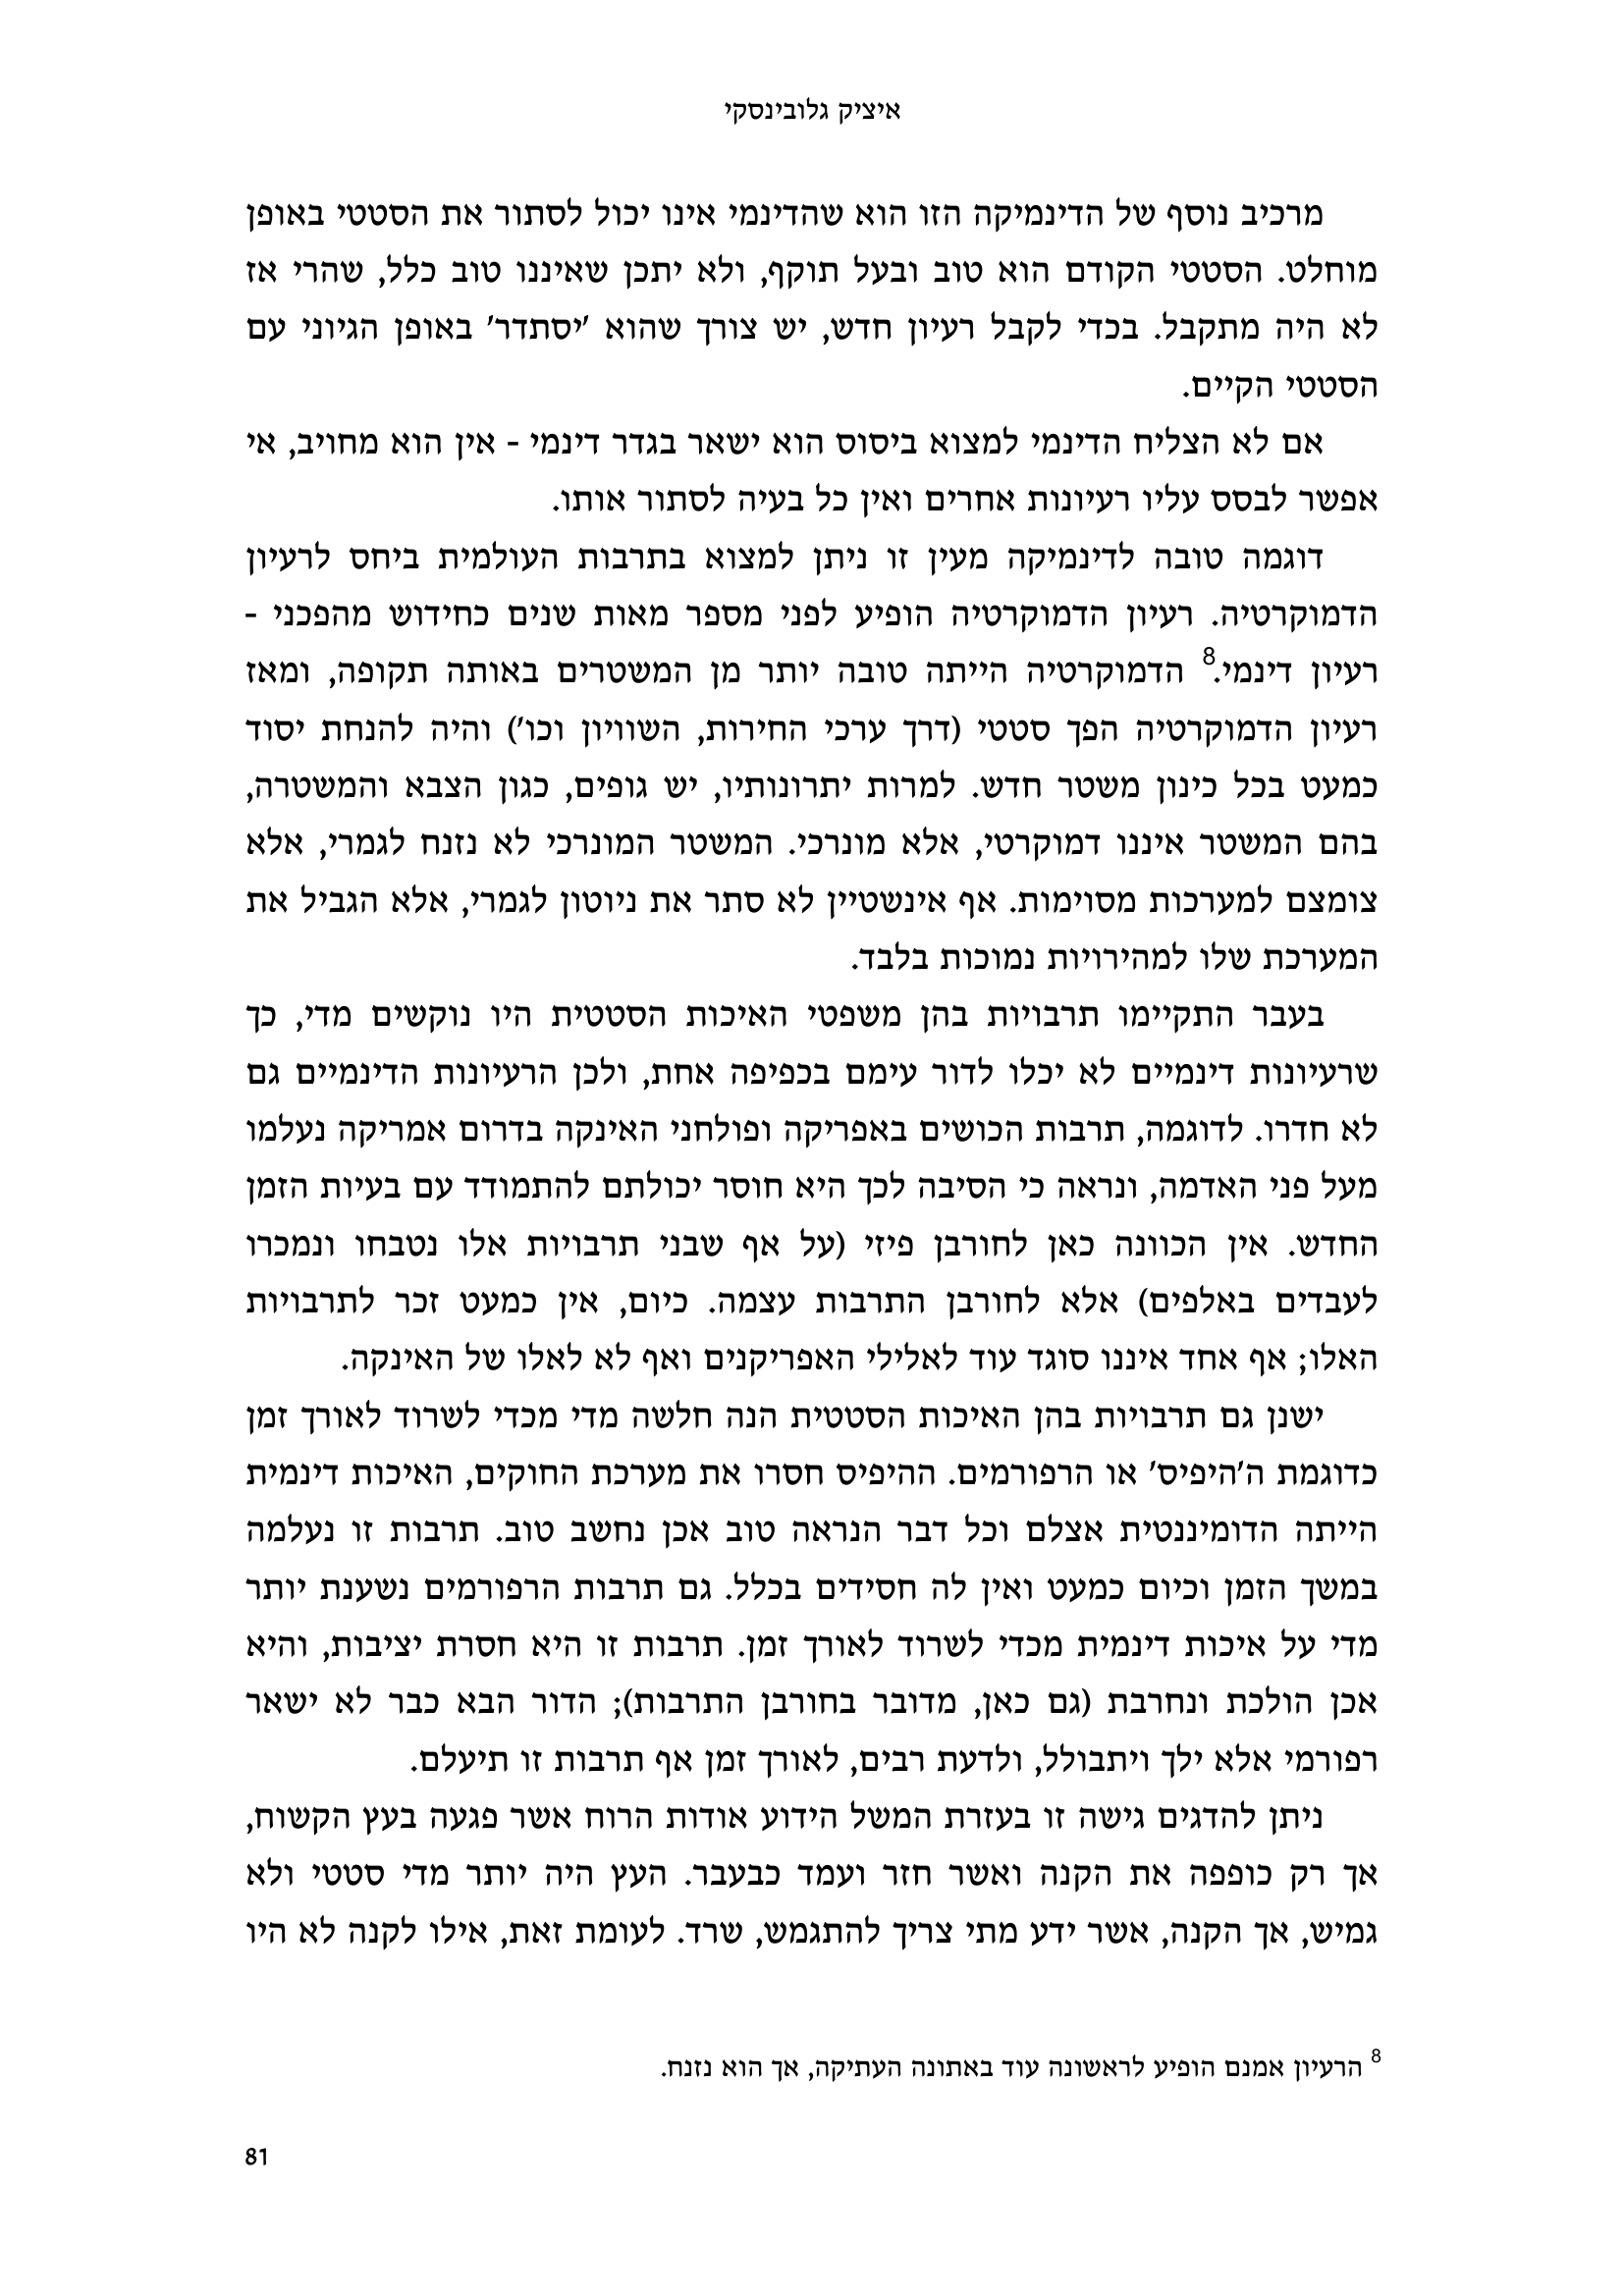 איציק גלובינסקי
מרכיב נוסף של הדינמיקה הזו הוא שהדינמי אינו יכול לסתור את הסטטי באופן
מוחלט. הסטטי הקודם הוא טוב ובעל תוקף, ולא יתכן שאיננו טוב כלל, שהרי אז
לא היה מתקבל. בכדי לקבל רעיון חדש, יש צורך שהוא 'יסתדר' באופן הגיוני עם
הסטטי הקיים.
אם לא הצליח הדינמי למצוא ביסוס הוא ישאר בגדר דינמי - אין הוא מחויב, אי
אפשר לבסס עליו רעיונות אחרים ואין כל בעיה לסתור אותו.
דוגמה טובה לדינמיקה מעין זו ניתן למצוא בתרבות העולמית ביחס לרעיון
הדמוקרטיה. רעיון הדמוקרטיה הופיע לפני מספר מאות שנים כחידוש מהפכני -
רעיון דינמי.8 הדמוקרטיה הייתה טובה יותר מן המשטרים באותה תקופה, ומאז
רעיון הדמוקרטיה הפך סטטי (דרך ערכי החירות, השוויון וכו') והיה להנחת יסוד
כמעט בכל כינון משטר חדש. למרות יתרונותיו, יש גופים, כגון הצבא והמשטרה,
בהם המשטר איננו דמוקרטי, אלא מונרכי. המשטר המונרכי לא נזנח לגמרי, אלא
צומצם למערכות מסוימות. אף אינשטיין לא סתר את ניוטון לגמרי, אלא הגביל את
המערכת שלו למהירויות נמוכות בלבד.
בעבר התקיימו תרבויות בהן משפטי האיכות הסטטית היו נוקשים מדי, כך
שרעיונות דינמיים לא יכלו לדור עימם בכפיפה אחת, ולכן הרעיונות הדינמיים גם
לא חדרו. לדוגמה, תרבות הכושים באפריקה ופולחני האינקה בדרום אמריקה נעלמו
מעל פני האדמה, ונראה כי הסיבה לכך היא חוסר יכולתם להתמודד עם בעיות הזמן
החדש. אין הכוונה כאן לחורבן פיזי (על אף שבני תרבויות אלו נטבחו ונמכרו
לעבדים באלפים) אלא לחורבן התרבות עצמה. כיום, אין כמעט זכר לתרבויות
האלו; אף אחד איננו סוגד עוד לאלילי האפריקנים ואף לא לאלו של האינקה.
ישנן גם תרבויות בהן האיכות הסטטית הנה חלשה מדי מכדי לשרוד לאורך זמן
כדוגמת ה'היפיס' או הרפורמים. ההיפיס חסרו את מערכת החוקים, האיכות דינמית
הייתה הדומיננטית אצלם וכל דבר הנראה טוב אכן נחשב טוב. תרבות זו נעלמה
במשך הזמן וכיום כמעט ואין לה חסידים בכלל. גם תרבות הרפורמים נשענת יותר
מדי על איכות דינמית מכדי לשרוד לאורך זמן. תרבות זו היא חסרת יציבות, והיא
אכן הולכת ונחרבת (גם כאן, מדובר בחורבן התרבות); הדור הבא כבר לא ישאר
רפורמי אלא ילך ויתבולל, ולדעת רבים, לאורך זמן אף תרבות זו תיעלם.
ניתן להדגים גישה זו בעזרת המשל הידוע אודות הרוח אשר פגעה בעץ הקשוח,
אך רק כופפה את הקנה ואשר חזר ועמד כבעבר. העץ היה יותר מדי סטטי ולא
גמיש, אך הקנה, אשר ידע מתי צריך להתגמש, שרד. לעומת זאת, אילו לקנה לא היו
8 הרעיון אמנם הופיע לראשונה עוד באתונה העתיקה, אך הוא נזנח.
81